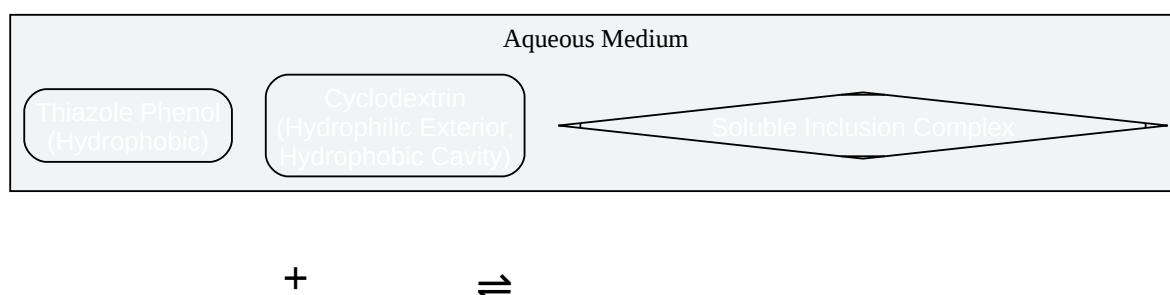 Aqueous Medium
Thiazole Phenol
(Hydrophobic)
Cyclodextrin
(Hydrophilic Exterior,
Hydrophobic Cavity)
Soluble Inclusion Complex
+
⇌